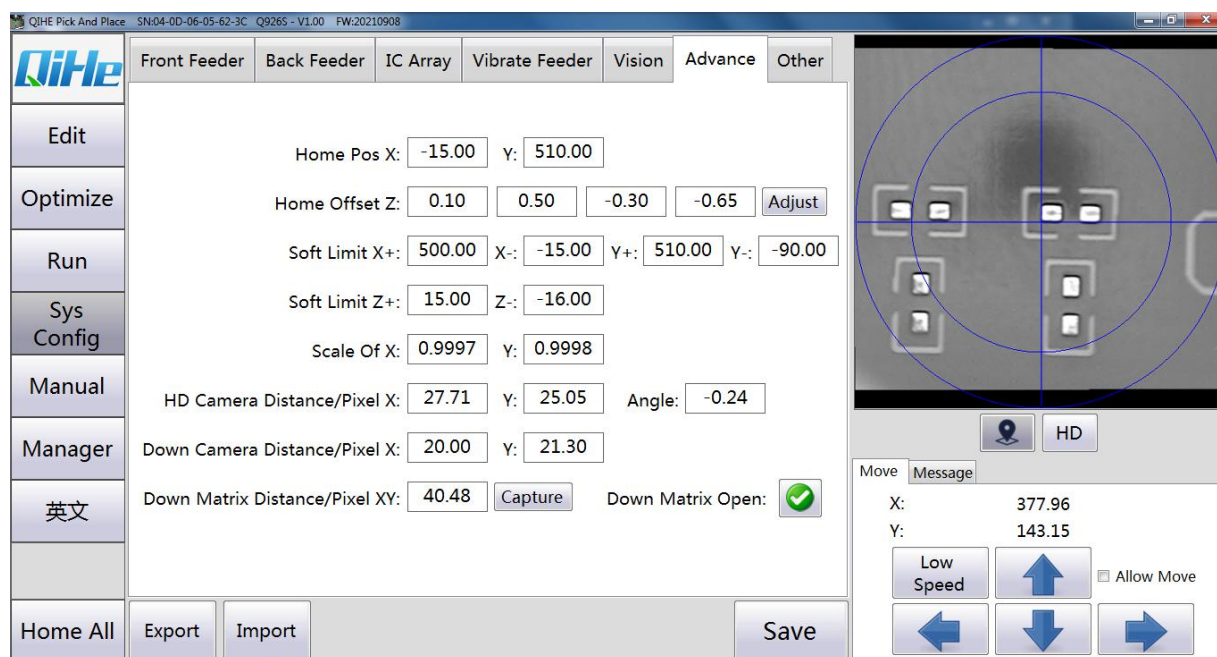 QIHE Pick And Place SN:04-0D-06-05-62-3C Q926S - V1.00 FW:20210908
QiHe
Edit
Optimize
Run
Sys
Config
Manual
Manager
英文
Home All
Front Feeder Back Feeder IC Array Vibrate Feeder Vision Advance Other
Home Pos X: -15.00 Y: 510.00
Home Offset Z: 0.10 0.50 -0.30 -0.65 Adjust
Soft Limit X+: 500.00 X-: -15.00 Y+: 510.00 Y-: -90.00
Soft Limit Z+: 15.00 Z-: -16.00
Scale Of X: 0.9997 Y: 0.9998
HD Camera Distance/Pixel X: 27.71 Y: 25.05 Angle: -0.24
Down Camera Distance/Pixel X: 20.00 Y: 21.30
Down Matrix Distance/Pixel XY: 40.48 Capture Down Matrix Open:
Export Import Save
HD
Move Message
X: 377.96
Y: 143.15
Low
Speed
Allow Move